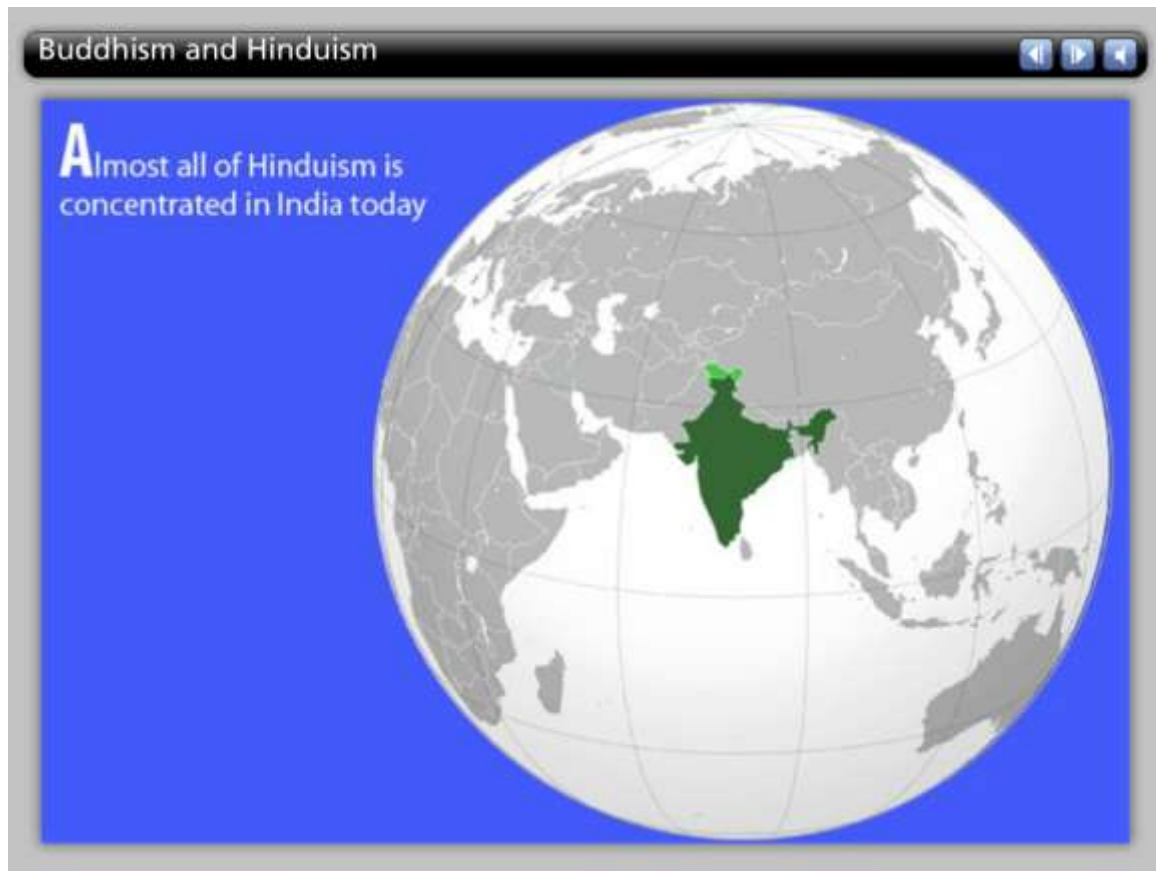 Buddhism and Hinduism
Almost all of Hinduism is
concentrated in India today